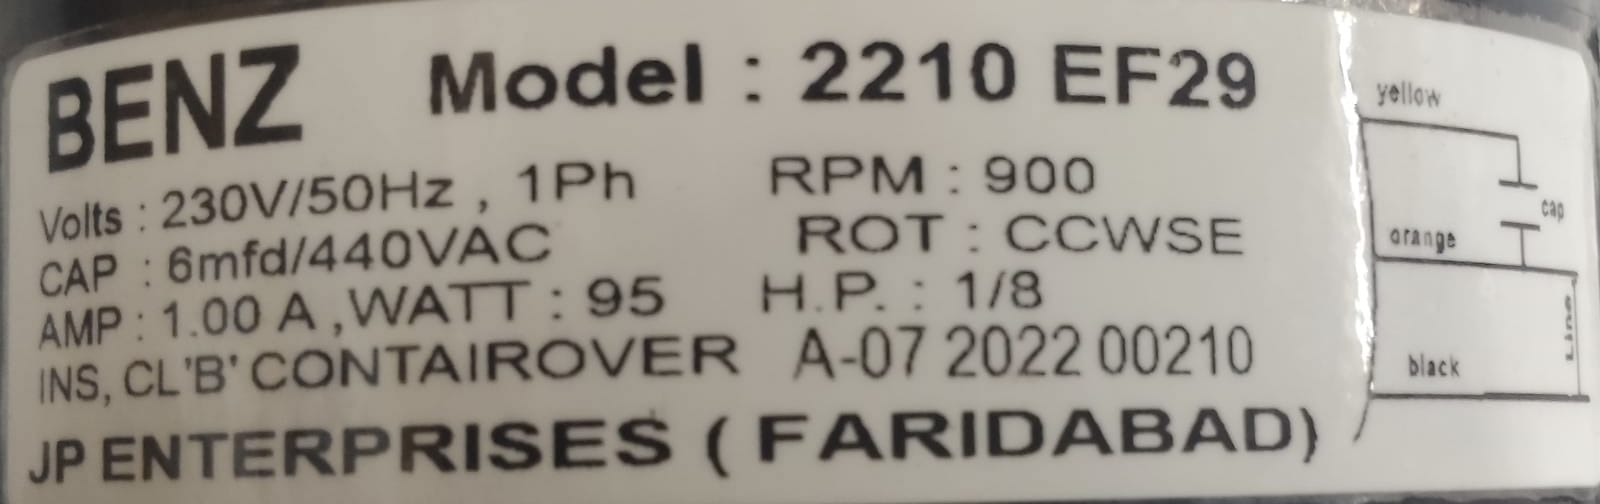 BENZ Model : 2210 EF29
Volts : 230V/50Hz , 1Ph RPM : 900
CAP : 6mfd/440VAC ROT : CCWSE
AMP : 1.00 A ,WATT : 95 H.P. : 1/8
INS, CL'B' CONTAIROVER A-07 2022 00210
JP ENTERPRISES ( FARIDABAD)
yellow
cap
orange
Line
black